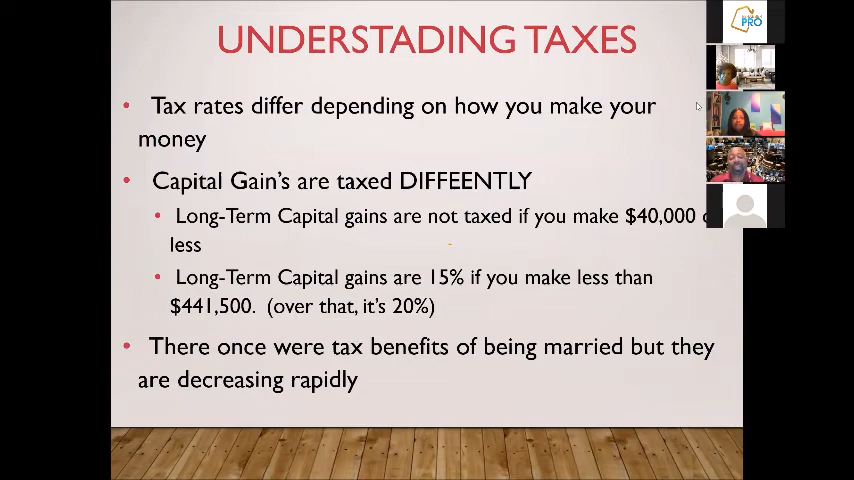 UNDERSTADING TAXES
• Tax rates differ depending on how you make your
money
• Capital Gain's are taxed DIFFEENTLY
• Long-Term Capital gains are not taxed if you make $40,000
less
• Long-Term Capital gains are 15% if you make less than
$441,500. (over that, it's 20%)
• There once were tax benefits of being married but they
are decreasing rapidly
PRO